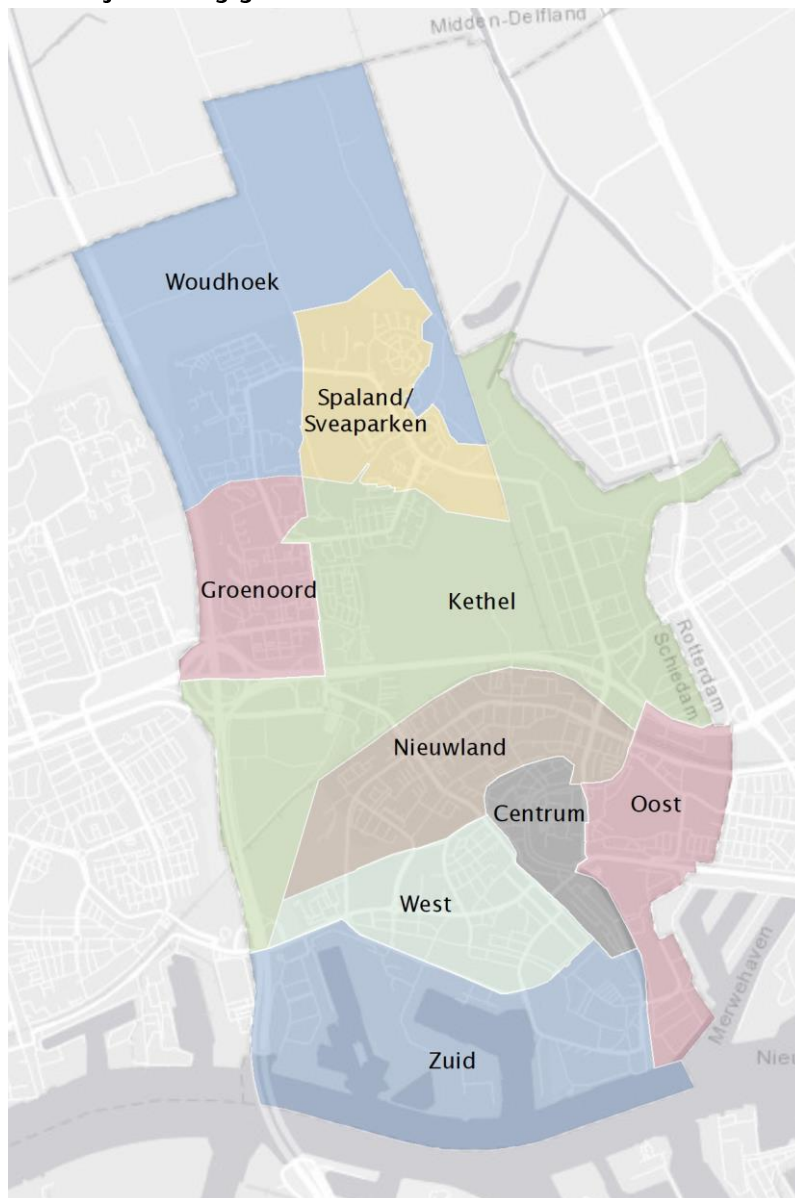 Midden-Delfland
Woudhoek
Spaland/
Sveaparken
Groenoord
Kethel
Rotterdam
Schiedam
Nieuwland
Centrum
Oost
West
Merwehaven
Zuid